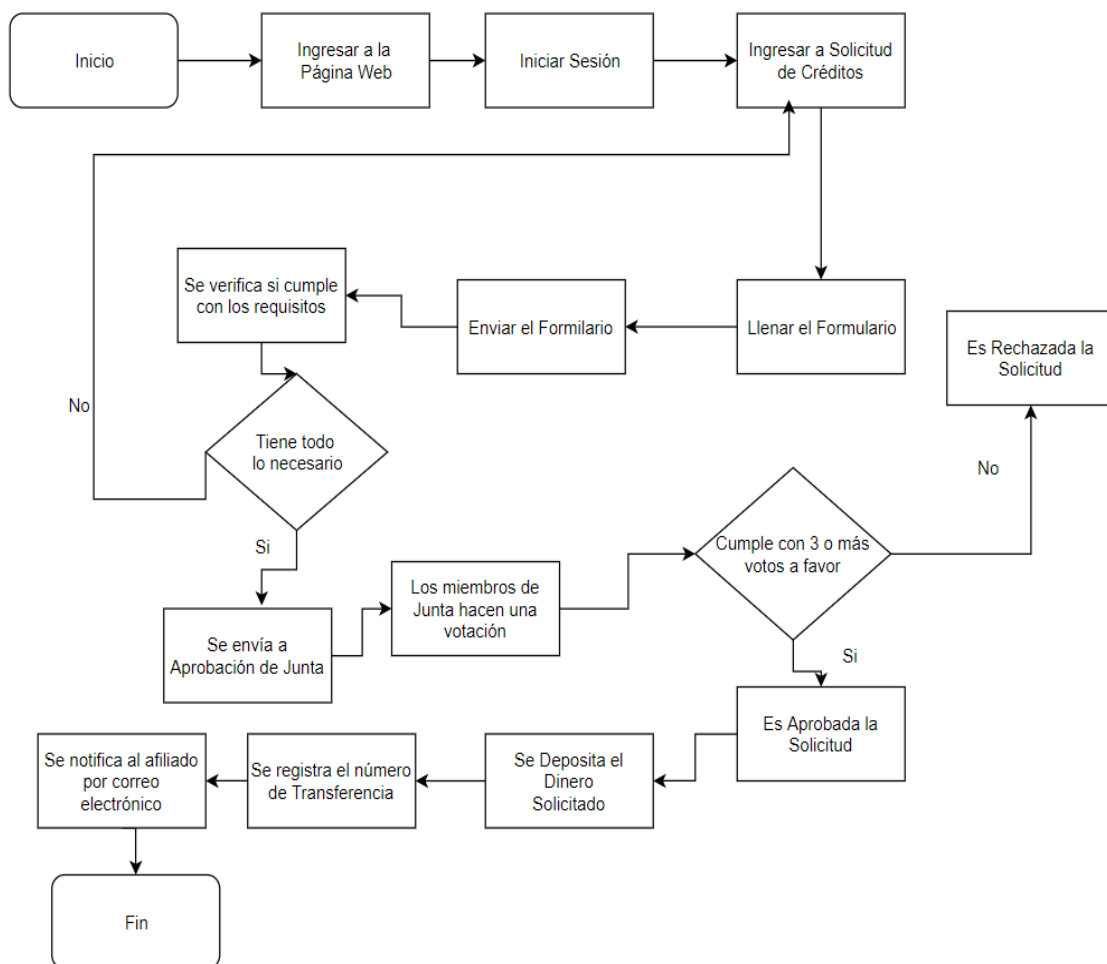 Inicio
Ingresar a la
Página Web
Iniciar Sesión
Ingresar a Solicitud
de Créditos
Se verifica si cumple
con los requisitos
Enviar el Formilario
Llenar el Formulario
Es Rechazada la
Solicitud
No
Tiene todo
lo necesario
No
Si
Cumple con 3 o más
votos a favor
Los miembros de
Junta hacen una
votación
Se envía a
Aprobación de Junta
Si
Es Aprobada la
Solicitud
Se Deposita el
Dinero
Solicitado
Se registra el número
de Transferencia
Se notifica al afiliado
por correo
electrónico
Fin